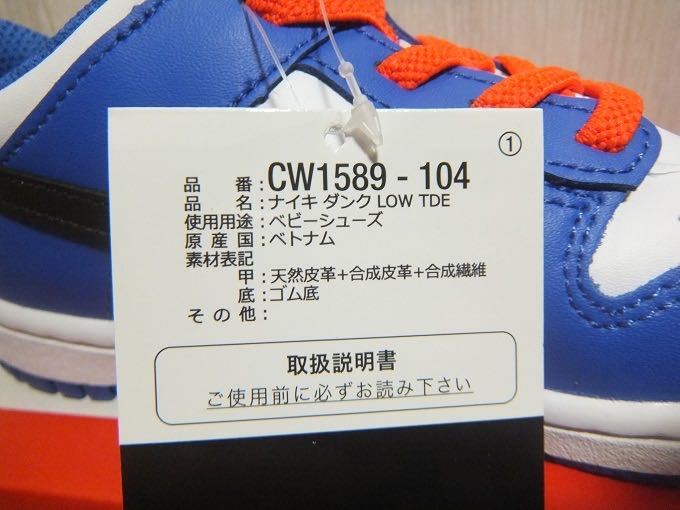 ①
品番:CW1589 - 104
品名:ナイキ ダンク LOW TDE
使用用途:ベビーシューズ
原産国:ベトナム
素材表記
甲:天然皮革+合成皮革+合成繊維
底:ゴム底
その他:
取扱説明書
ご使用前に必ずお読み下さい